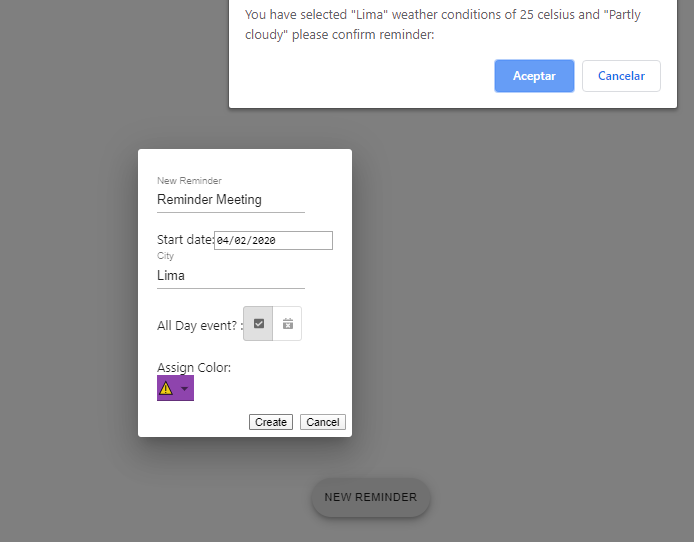 You have selected "Lima" weather conditions of 25 celsius and "Partly
cloudy" please confirm reminder:
Aceptar
Cancelar
New Reminder
Reminder Meeting
Start date: 04/02/2020
City
Lima
All Day event? :
Assign Color:
Create
Cancel
NEW REMINDER